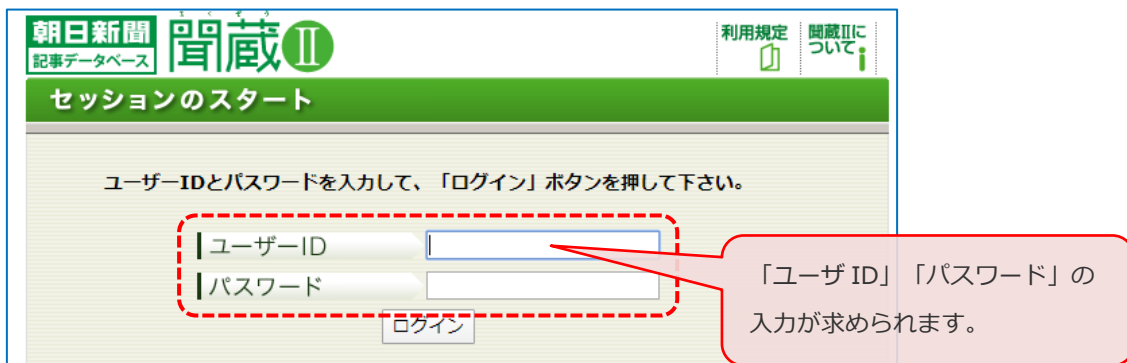 朝日新聞
記事データベース
きくぞう
聞蔵Ⅱ
利用規定
聞蔵Ⅱに
ついて
セッションのスタート
ユーザーIDとパスワードを入力して、「ログイン」ボタンを押して下さい。
ユーザーID
パスワード
ログイン
「ユーザ ID」「パスワード」の
入力が求められます。